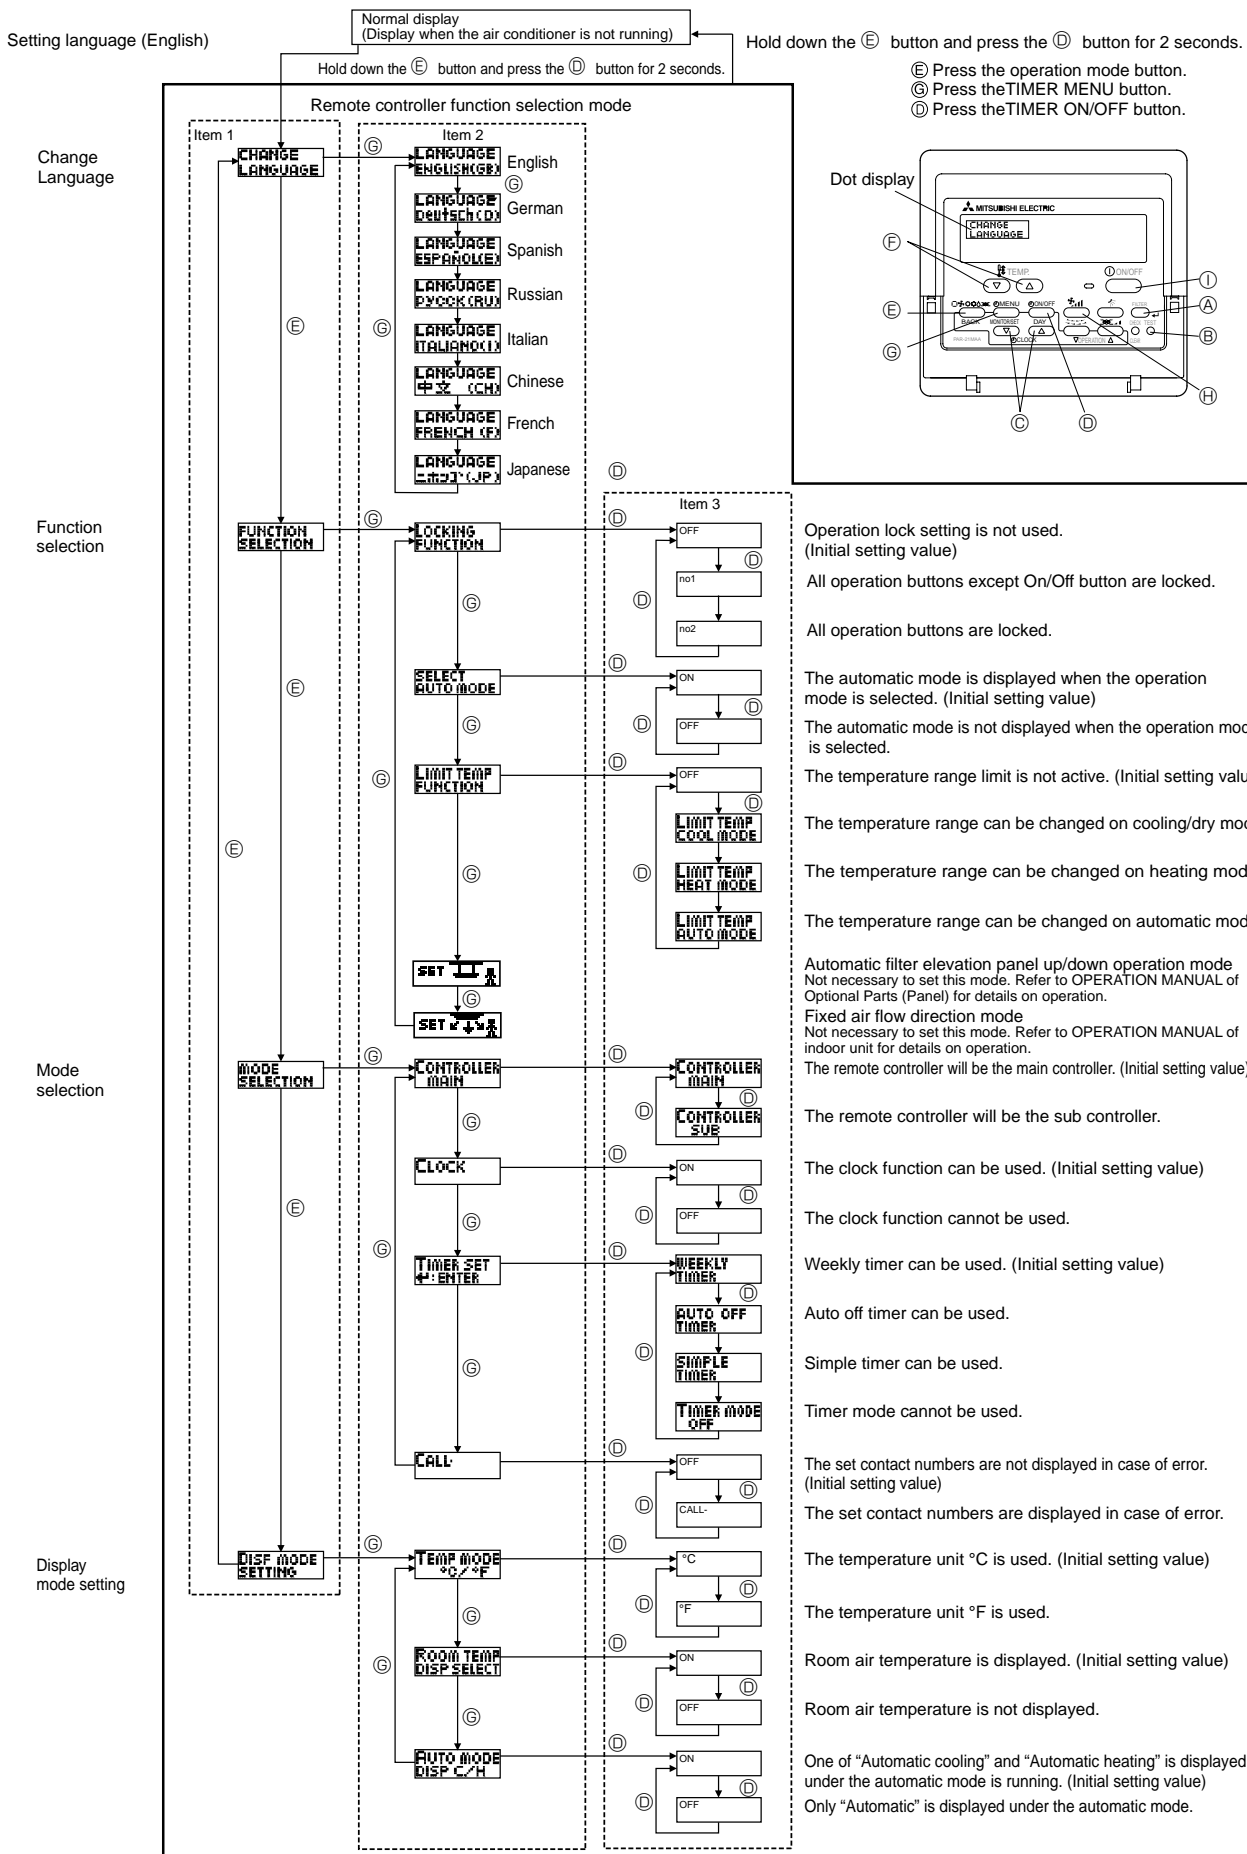 Normal display
(Display when the air conditioner is not running)
Setting language (English)
Hold down the Ⓔ button and press the Ⓓ button for 2 seconds.
Hold down the Ⓔ button and press the Ⓓ button for 2 seconds.
Ⓔ Press the operation mode button.
Ⓖ Press theTIMER MENU button.
Ⓓ Press theTIMER ON/OFF button.
Remote controller function selection mode
Item 1
Item 2
Change
Language
CHANGE
LANGUAGE
Ⓖ
LANGUAGE
ENGLISH(GB)
English
Ⓖ
LANGUAGE
Deutsch(D)
German
LANGUAGE
ESPAÑOL(E)
Spanish
LANGUAGE
РУССК(RU)
Russian
Ⓔ
Ⓖ
LANGUAGE
ITALIANO(I)
Italian
LANGUAGE
中文 (CH)
Chinese
LANGUAGE
FRENCH (F)
French
LANGUAGE
ニホンゴ(JP)
Japanese
Ⓓ
Dot display
MITSUBISHI ELECTRIC
CHANGE
LANGUAGE
Ⓕ
TEMP.
ON/OFF
Ⓘ
Ⓔ
MENU
ON/OFF
FILTER
Ⓐ
BACK
MONITOR/SET
DAY
CHECK TEST
Ⓑ
PAR-21MAA
CLOCK
OPERATION
CLEAR
Ⓖ
Ⓗ
Ⓒ
Ⓓ
Item 3
Function
selection
FUNCTION
SELECTION
Ⓖ
LOCKING
FUNCTION
Ⓓ
OFF
Operation lock setting is not used.
(Initial setting value)
Ⓓ
no1
All operation buttons except On/Off button are locked.
Ⓖ
Ⓓ
no2
All operation buttons are locked.
Ⓔ
SELECT
AUTO MODE
Ⓓ
ON
The automatic mode is displayed when the operation
mode is selected. (Initial setting value)
Ⓓ
Ⓖ
Ⓓ
OFF
The automatic mode is not displayed when the operation mod
is selected.
Ⓖ
LIMIT TEMP
FUNCTION
Ⓓ
OFF
The temperature range limit is not active. (Initial setting valu
Ⓓ
LIMIT TEMP
COOL MODE
The temperature range can be changed on cooling/dry mod
Ⓔ
Ⓖ
Ⓓ
LIMIT TEMP
HEAT MODE
The temperature range can be changed on heating mod
LIMIT TEMP
AUTO MODE
The temperature range can be changed on automatic mod
SET
Automatic filter elevation panel up/down operation mode
Not necessary to set this mode. Refer to OPERATION MANUAL of
Optional Parts (Panel) for details on operation.
Ⓖ
SET
Fixed air flow direction mode
Not necessary to set this mode. Refer to OPERATION MANUAL of
indoor unit for details on operation.
Mode
selection
MODE
SELECTION
Ⓖ
CONTROLLER
MAIN
Ⓓ
CONTROLLER
MAIN
The remote controller will be the main controller. (Initial setting value)
Ⓓ
Ⓖ
Ⓓ
CONTROLLER
SUB
The remote controller will be the sub controller.
CLOCK
Ⓓ
ON
The clock function can be used. (Initial setting value)
Ⓓ
Ⓔ
Ⓖ
Ⓓ
OFF
The clock function cannot be used.
Ⓖ
TIMER SET
↵:ENTER
Ⓓ
WEEKLY
TIMER
Weekly timer can be used. (Initial setting value)
Ⓓ
AUTO OFF
TIMER
Auto off timer can be used.
Ⓖ
Ⓓ
SIMPLE
TIMER
Simple timer can be used.
TIMER MODE
OFF
Timer mode cannot be used.
CALL.
Ⓓ
OFF
The set contact numbers are not displayed in case of error.
(Initial setting value)
Ⓓ
Ⓓ
CALL-
The set contact numbers are displayed in case of error.
Display
mode setting
DISP MODE
SETTING
Ⓖ
TEMP MODE
°C/°F
Ⓓ
°C
The temperature unit °C is used. (Initial setting value)
Ⓓ
Ⓖ
Ⓓ
°F
The temperature unit °F is used.
Ⓖ
ROOM TEMP
DISP SELECT
Ⓓ
ON
Room air temperature is displayed. (Initial setting value)
Ⓓ
Ⓖ
Ⓓ
OFF
Room air temperature is not displayed.
AUTO MODE
DISP C/H
Ⓓ
ON
One of “Automatic cooling” and “Automatic heating” is displayed
under the automatic mode is running. (Initial setting value)
Ⓓ
Ⓓ
OFF
Only “Automatic” is displayed under the automatic mode.